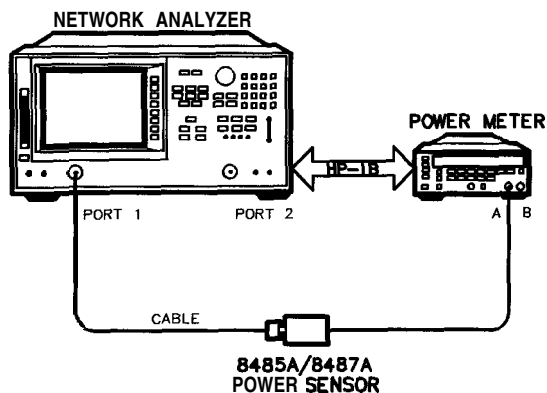 NETWORK ANALYZER
POWER METER
HP-IB
PORT 1
PORT 2
A B
CABLE
8485A/8487A
POWER SENSOR